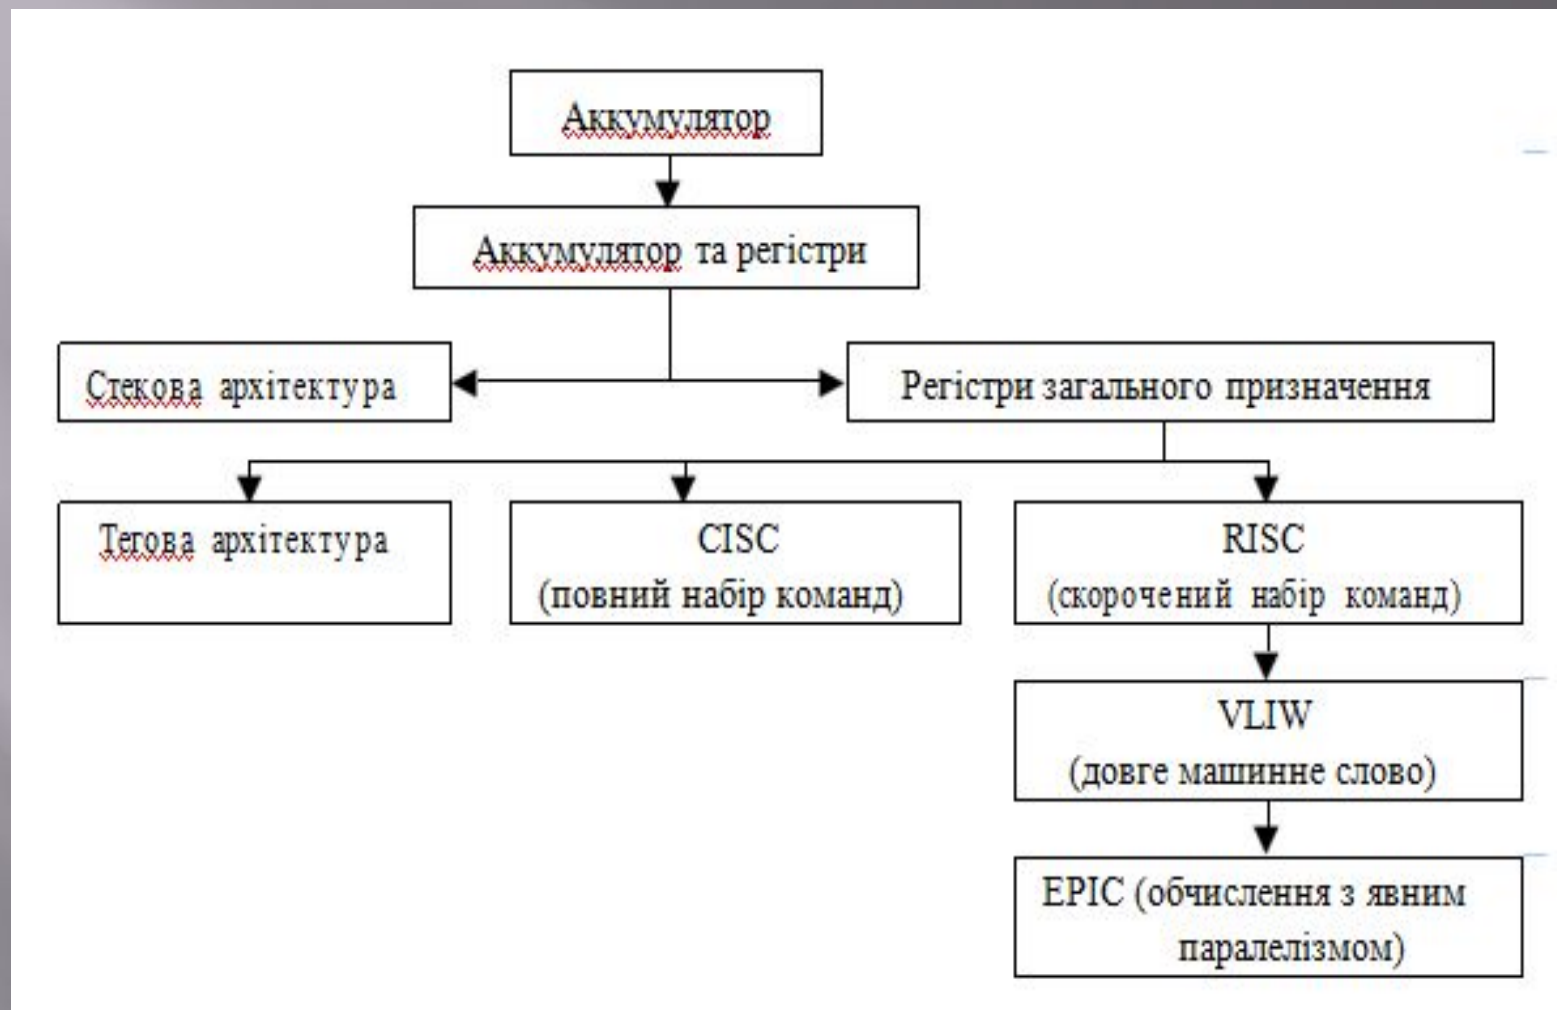 Аккумулятор
Аккумулятор та регістри
Стекова архітектура
Регістри загального призначення
Тегова архітектура
CISC
(повний набір команд)
RISC
(скорочений набір команд)
VLIW
(довге машинне слово)
EPIC (обчислення з явним
паралелізмом)